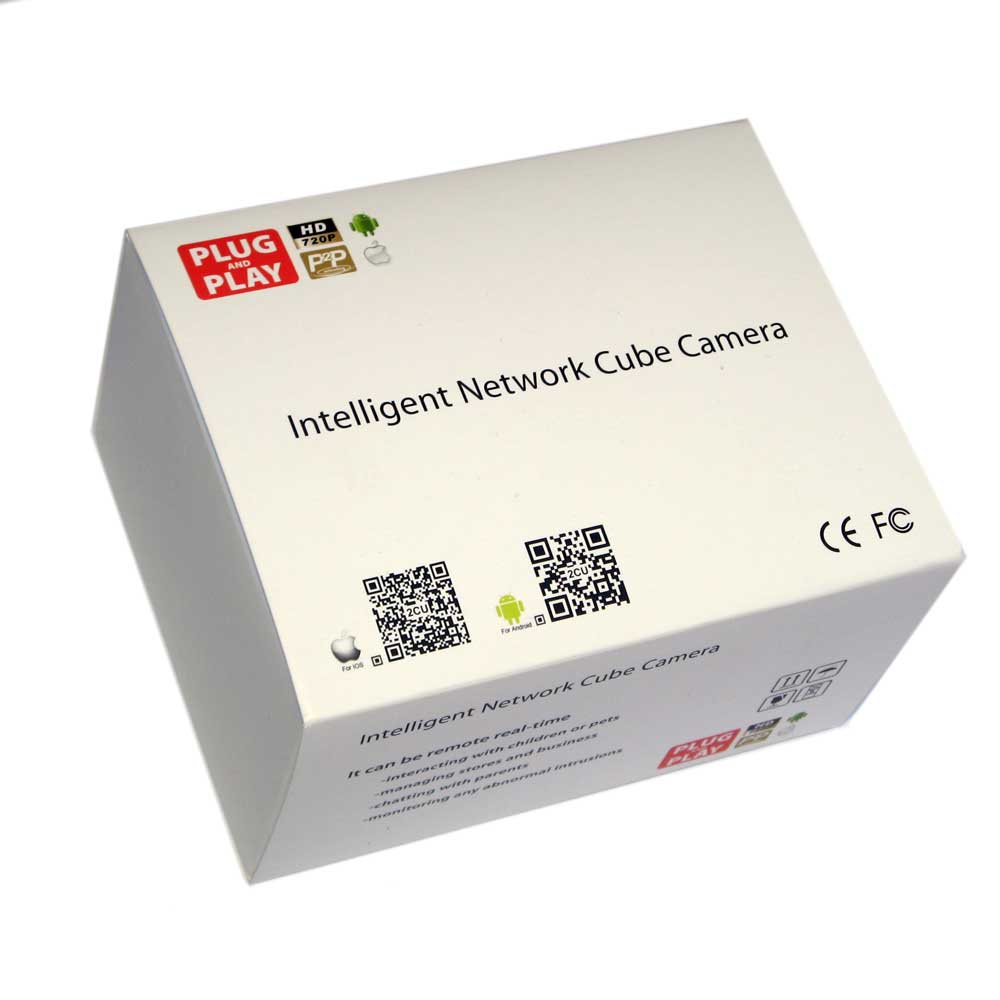 PLUG
AND
PLAY
HD
720P
P2P
Intelligent Network Cube Camera
CE FC
2CU
For iOS
2CU
For Android
Intelligent Network Cube Camera
It can be remote real-time
-interacting with children or pets
-managing stores and business
-chatting with parents
-monitoring any abnormal intrusions
PLUG
PLAY
HD
P2P